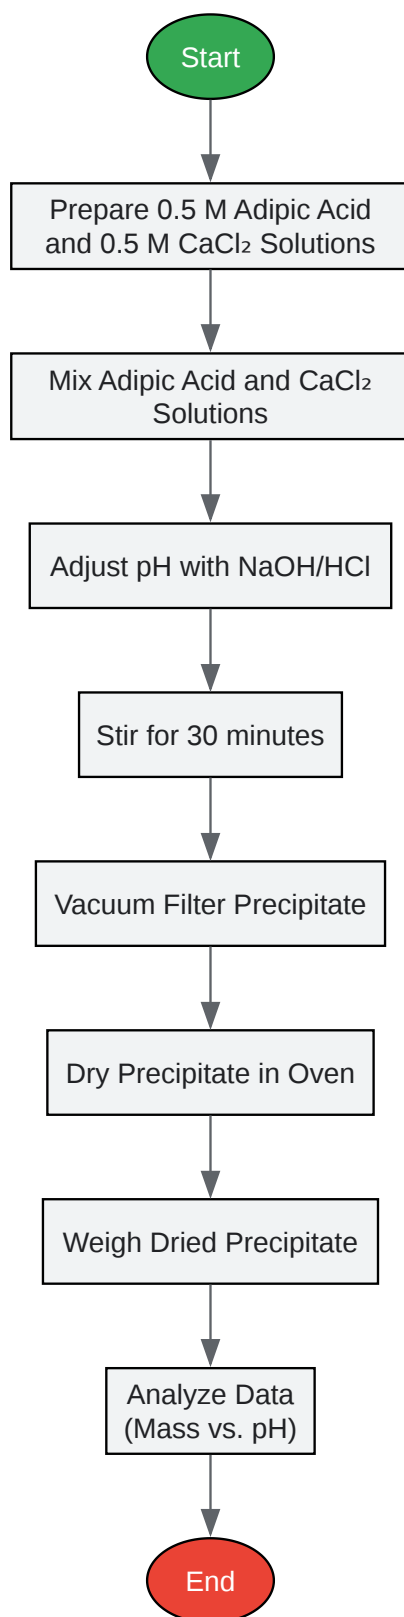 Start
Prepare 0.5 M Adipic Acid
and 0.5 M CaCl₂ Solutions
Mix Adipic Acid and CaCl₂
Solutions
Adjust pH with NaOH/HCl
Stir for 30 minutes
Vacuum Filter Precipitate
Dry Precipitate in Oven
Weigh Dried Precipitate
Analyze Data
(Mass vs. pH)
End